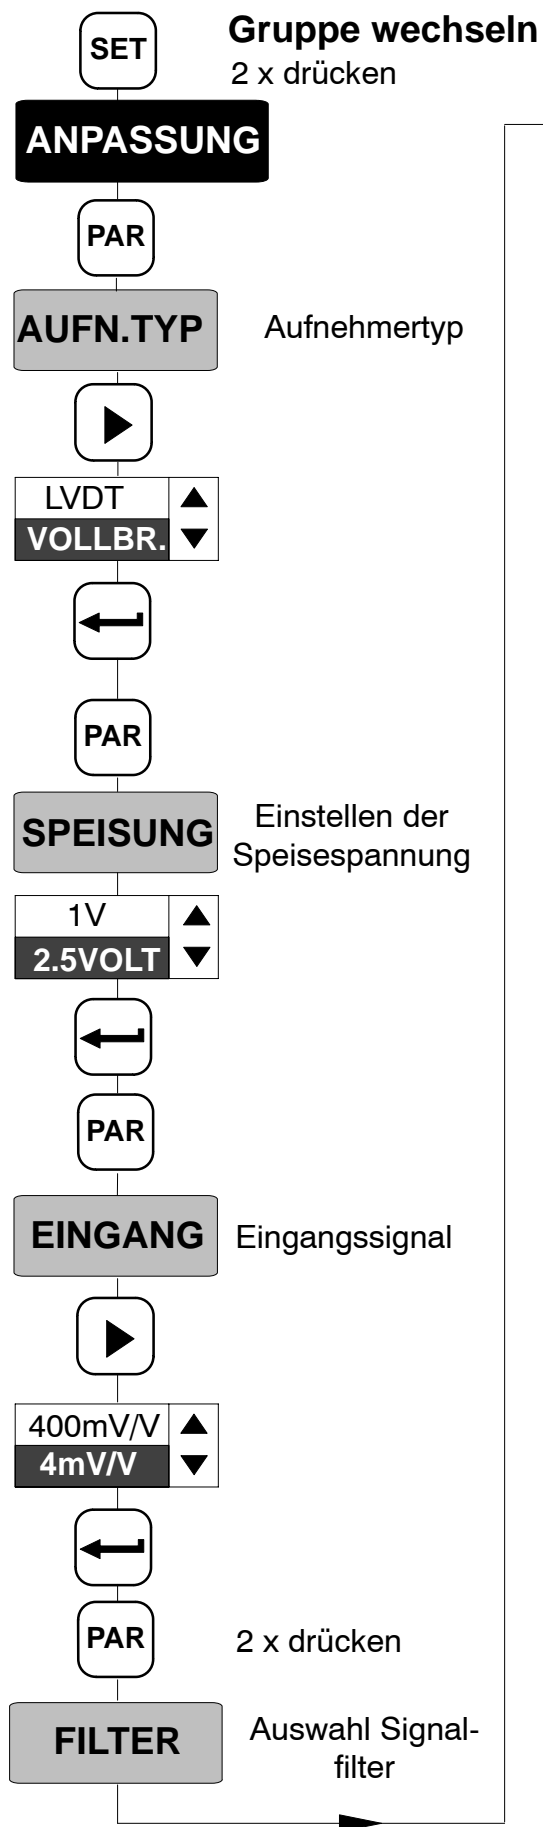 SET
Gruppe wechseln
2 x drücken
ANPASSUNG
PAR
AUFN.TYP
Aufnehmertyp
LVDT
VOLLBR.
PAR
SPEISUNG
Einstellen der
Speisespannung
1V
2.5VOLT
PAR
EINGANG
Eingangssignal
400mV/V
4mV/V
PAR
2 x drücken
FILTER
Auswahl Signal-
filter